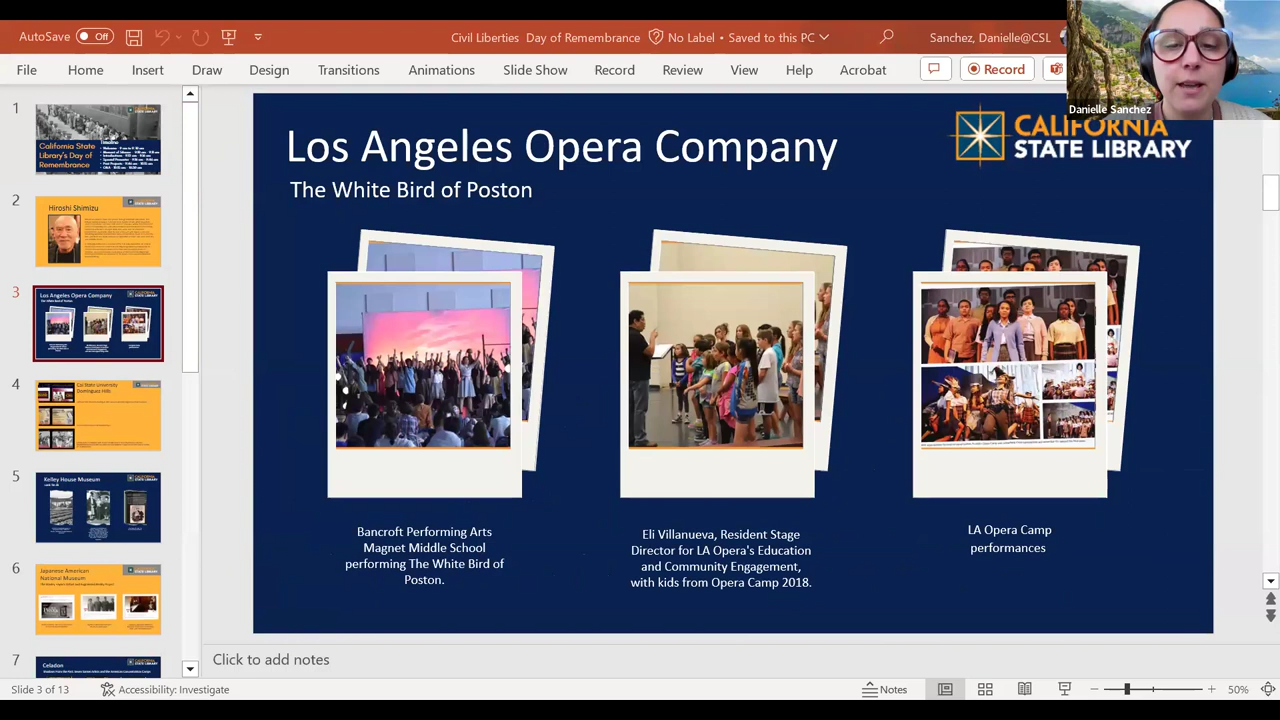 AutoSave Off
Civil Liberties Day of Remembrance No Label • Saved to this PC
Sanchez, Danielle@CSL
File Home Insert Draw Design Transitions Animations Slide Show Record Review View Help Acrobat
Record
Danielle Sanchez
1
California State
Library's Day of
Remembrance
2
Hiroshi Shimizu
3
Los Angeles Opera Company
The White Bird of Poston
4
Cal State University
Dominguez Hills
5
Kelley House Museum
6
Japanese American
National Museum
7
Celadon
Los Angeles Opera Company
The White Bird of Poston
CALIFORNIA
STATE LIBRARY
Bancroft Performing Arts
Magnet Middle School
performing The White Bird of
Poston.
Eli Villanueva, Resident Stage
Director for LA Opera's Education
and Community Engagement,
with kids from Opera Camp 2018.
LA Opera Camp
performances
Click to add notes
Slide 3 of 13
Accessibility: Investigate
Notes
50%